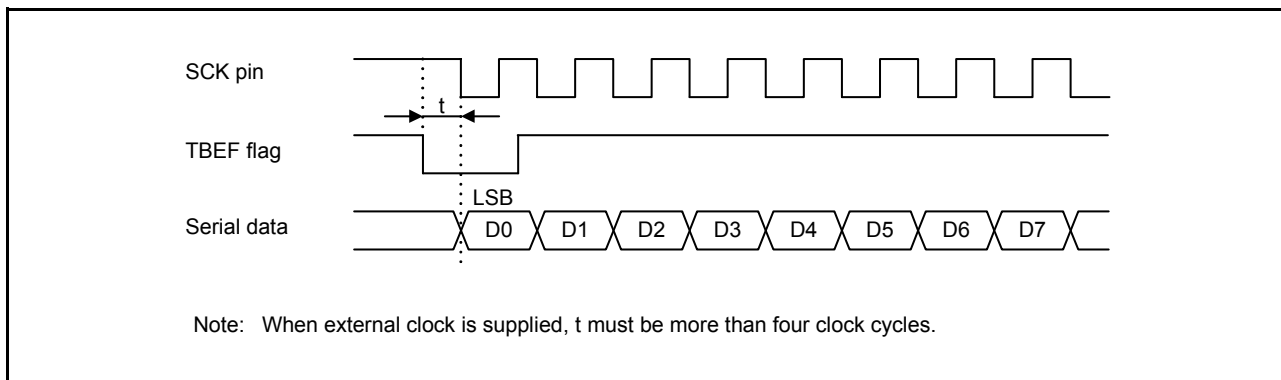 SCK pin
t
TBEF flag
LSB
Serial data
D0 D1 D2 D3 D4 D5 D6 D7
Note: When external clock is supplied, t must be more than four clock cycles.